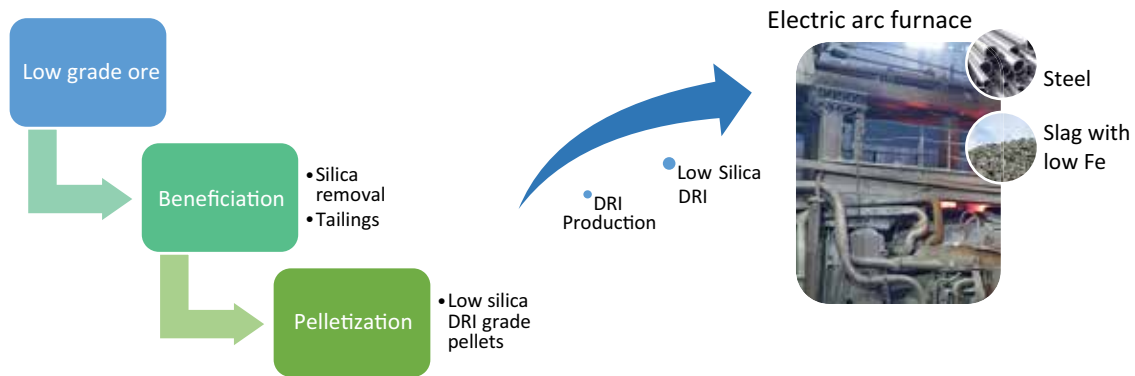 Low grade ore
Beneficiation
•Silica
removal
•Tailings
Pelletization
•Low silica
DRI grade
pellets
DRI
Production
Low Silica
DRI
Electric arc furnace
Steel
Slag with
low Fe